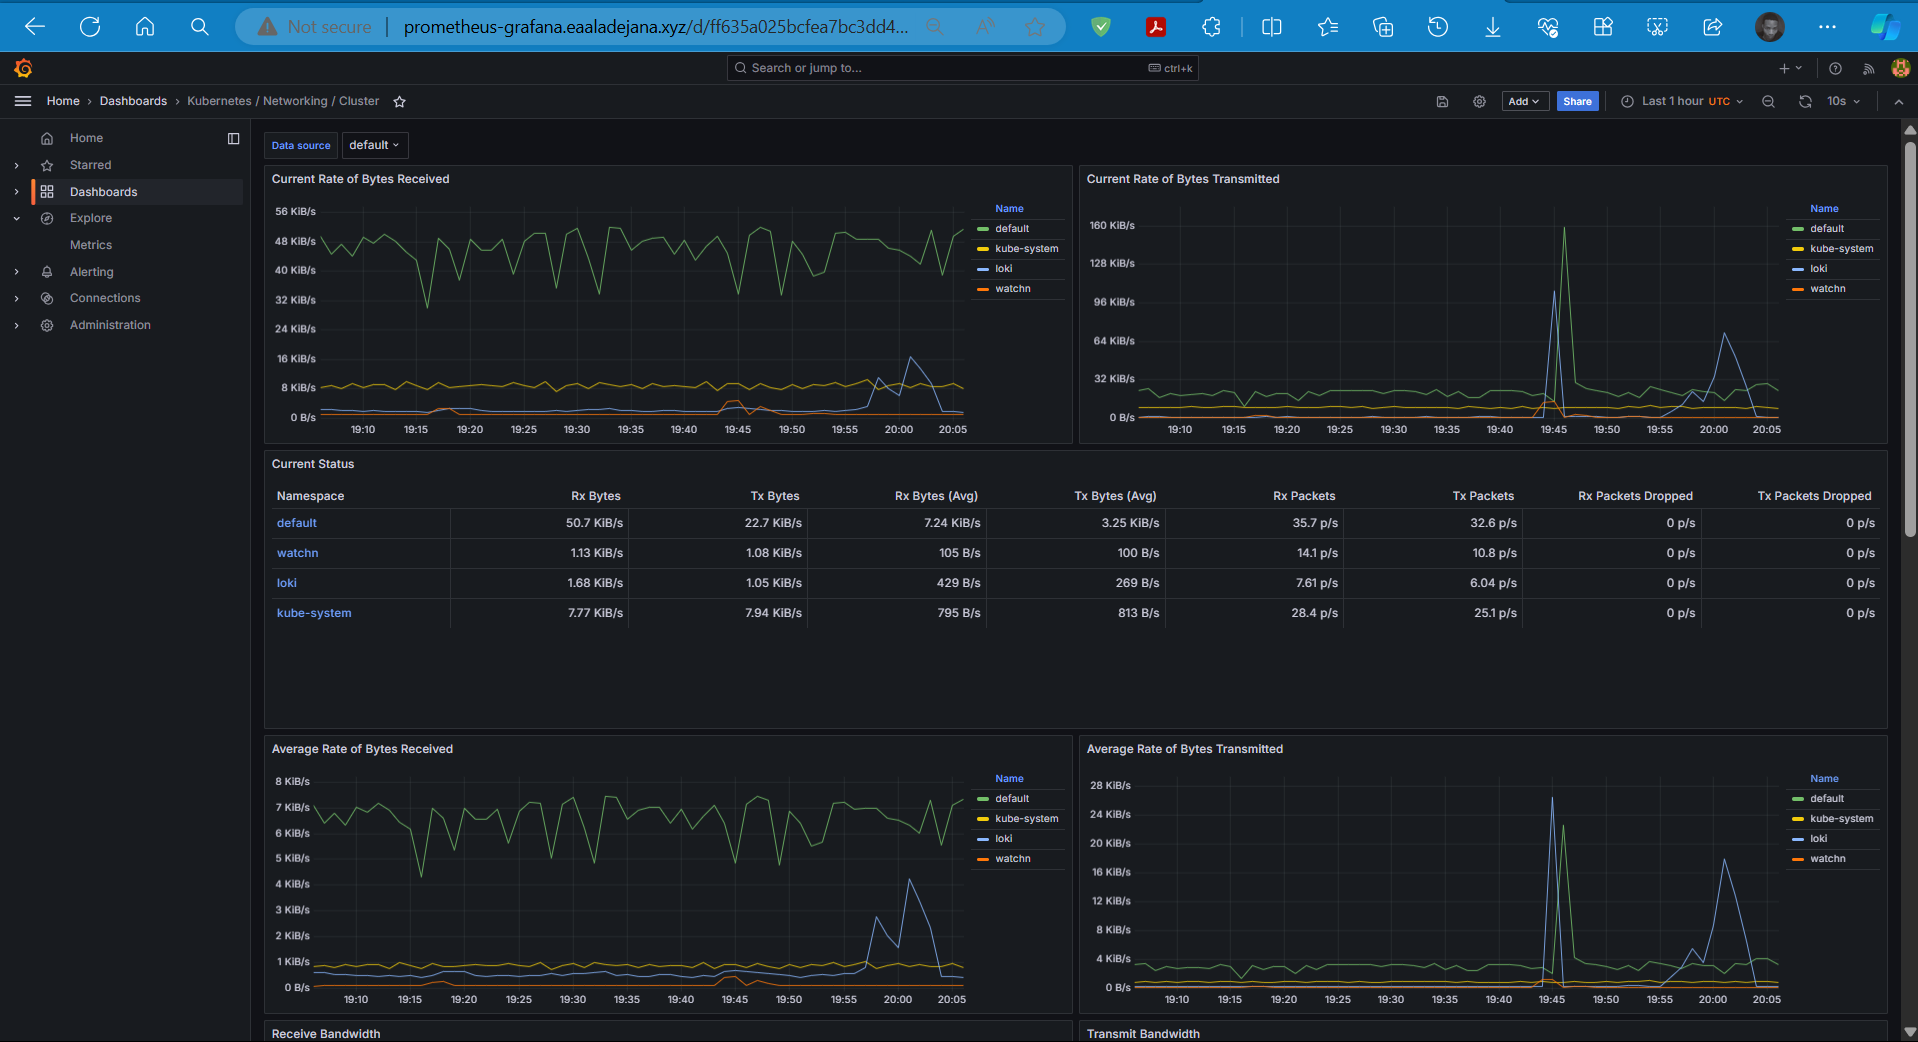 Not secure prometheus-grafana.eaaladejana.xyz/d/ff635a025bcfea7bc3dd4...
Search or jump to... ctrl+k
Home › Dashboards › Kubernetes / Networking / Cluster Add Share Last 1 hour UTC 10s
Home
Starred
Dashboards
Explore
Metrics
Alerting
Connections
Administration
Data source default
Current Rate of Bytes Received
56 KiB/s
48 KiB/s
40 KiB/s
32 KiB/s
24 KiB/s
16 KiB/s
8 KiB/s
0 B/s
19:10 19:15 19:20 19:25 19:30 19:35 19:40 19:45 19:50 19:55 20:00 20:05
Name
default
kube-system
loki
watchn
Current Rate of Bytes Transmitted
160 KiB/s
128 KiB/s
96 KiB/s
64 KiB/s
32 KiB/s
0 B/s
19:10 19:15 19:20 19:25 19:30 19:35 19:40 19:45 19:50 19:55 20:00 20:05
Name
default
kube-system
loki
watchn
Current Status
Namespace Rx Bytes Tx Bytes Rx Bytes (Avg) Tx Bytes (Avg) Rx Packets Tx Packets Rx Packets Dropped Tx Packets Dropped
default 50.7 KiB/s 22.7 KiB/s 7.24 KiB/s 3.25 KiB/s 35.7 p/s 32.6 p/s 0 p/s 0 p/s
watchn 1.13 KiB/s 1.08 KiB/s 105 B/s 100 B/s 14.1 p/s 10.8 p/s 0 p/s 0 p/s
loki 1.68 KiB/s 1.05 KiB/s 429 B/s 269 B/s 7.61 p/s 6.04 p/s 0 p/s 0 p/s
kube-system 7.77 KiB/s 7.94 KiB/s 795 B/s 813 B/s 28.4 p/s 25.1 p/s 0 p/s 0 p/s
Average Rate of Bytes Received
8 KiB/s
7 KiB/s
6 KiB/s
5 KiB/s
4 KiB/s
3 KiB/s
2 KiB/s
1 KiB/s
0 B/s
19:10 19:15 19:20 19:25 19:30 19:35 19:40 19:45 19:50 19:55 20:00 20:05
Name
default
kube-system
loki
watchn
Average Rate of Bytes Transmitted
28 KiB/s
24 KiB/s
20 KiB/s
16 KiB/s
12 KiB/s
8 KiB/s
4 KiB/s
0 B/s
19:10 19:15 19:20 19:25 19:30 19:35 19:40 19:45 19:50 19:55 20:00 20:05
Name
default
kube-system
loki
watchn
Receive Bandwidth
Transmit Bandwidth